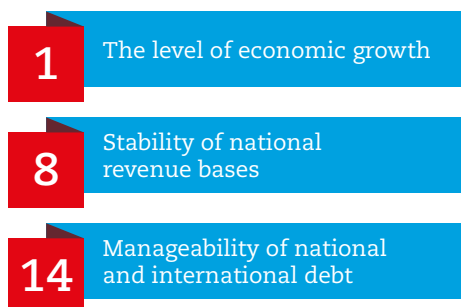 1
The level of economic growth
8
Stability of national
revenue bases
14
Manageability of national
and international debt